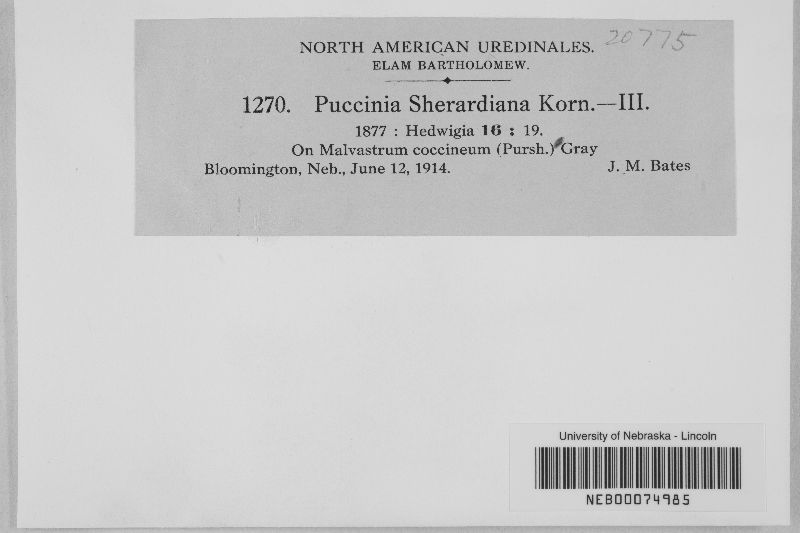 NORTH AMERICAN UREDINALES. 20775
ELAM BARTHOLOMEW.
1270. Puccinia Sherardiana Korn.—III.
1877 : Hedwigia 16 : 19.
On Malvastrum coccineum (Pursh.) Gray
Bloomington, Neb., June 12, 1914. J. M. Bates
University of Nebraska - Lincoln
NEB00074985